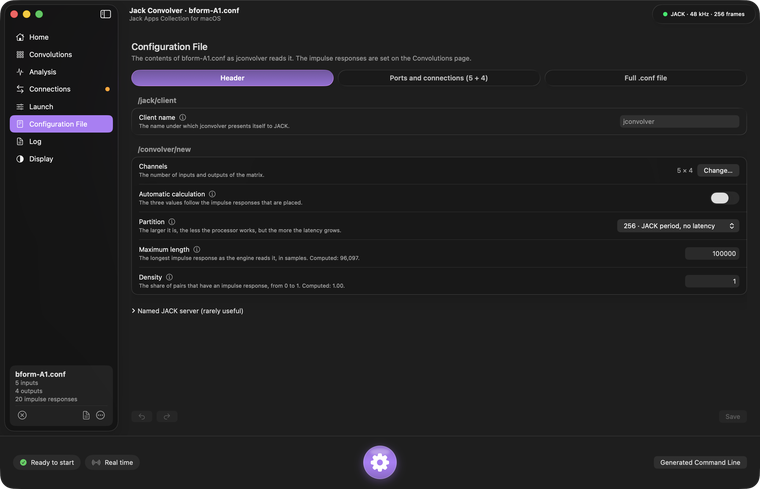 Jack Convolver · bform-A1.conf
Jack Apps Collection for macOS
JACK · 48 kHz · 256 frames
Home
Convolutions
Analysis
Connections
Launch
Configuration File
Log
Display
Configuration File
The contents of bform-A1.conf as jconvolver reads it. The impulse responses are set on the Convolutions page.
Header
Ports and connections (5 + 4)
Full .conf file
/jack/client
Client name
The name under which jconvolver presents itself to JACK.
jconvolver
/convolver/new
Channels
The number of inputs and outputs of the matrix.
5 × 4
Change...
Automatic calculation
The three values follow the impulse responses that are placed.
Partition
The larger it is, the less the processor works, but the more the latency grows.
256 · JACK period, no latency
Maximum length
The longest impulse response as the engine reads it, in samples. Computed: 96,097.
100000
Density
The share of pairs that have an impulse response, from 0 to 1. Computed: 1.00.
1
Named JACK server (rarely useful)
bform-A1.conf
5 inputs
4 outputs
20 impulse responses
Save
Ready to start
Real time
Generated Command Line